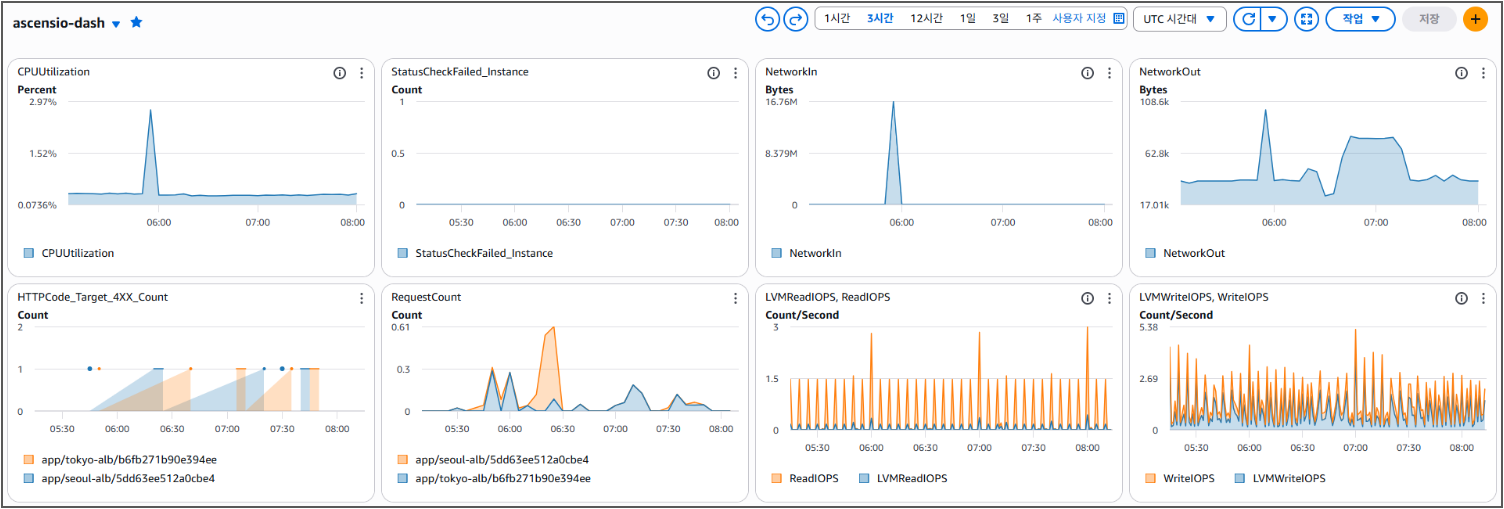 ascensio-dash
1시간 3시간 12시간 1일 3일 1주 사용자 지정
UTC 시간대
작업
저장
CPUUtilization
Percent
2.97%
1.52%
0.0736%
06:00 07:00 08:00
CPUUtilization
StatusCheckFailed_Instance
Count
1
0.5
0
05:30 06:00 06:30 07:00 07:30 08:00
StatusCheckFailed_Instance
NetworkIn
Bytes
16.76M
8.379M
0
06:00 07:00 08:00
NetworkIn
NetworkOut
Bytes
108.6k
62.8k
17.01k
06:00 07:00 08:00
NetworkOut
HTTPCode_Target_4XX_Count
Count
2
1
0
05:30 06:00 06:30 07:00 07:30 08:00
app/tokyo-alb/b6fb271b90e394ee
app/seoul-alb/5dd63ee512a0cbe4
RequestCount
Count
0.61
0.3
0
05:30 06:00 06:30 07:00 07:30 08:00
app/seoul-alb/5dd63ee512a0cbe4
app/tokyo-alb/b6fb271b90e394ee
LVMReadIOPS, ReadIOPS
Count/Second
3
1.5
0
05:30 06:00 06:30 07:00 07:30 08:00
ReadIOPS LVMReadIOPS
LVMWriteIOPS, WriteIOPS
Count/Second
5.38
2.69
0
05:30 06:00 06:30 07:00 07:30 08:00
WriteIOPS LVMWriteIOPS